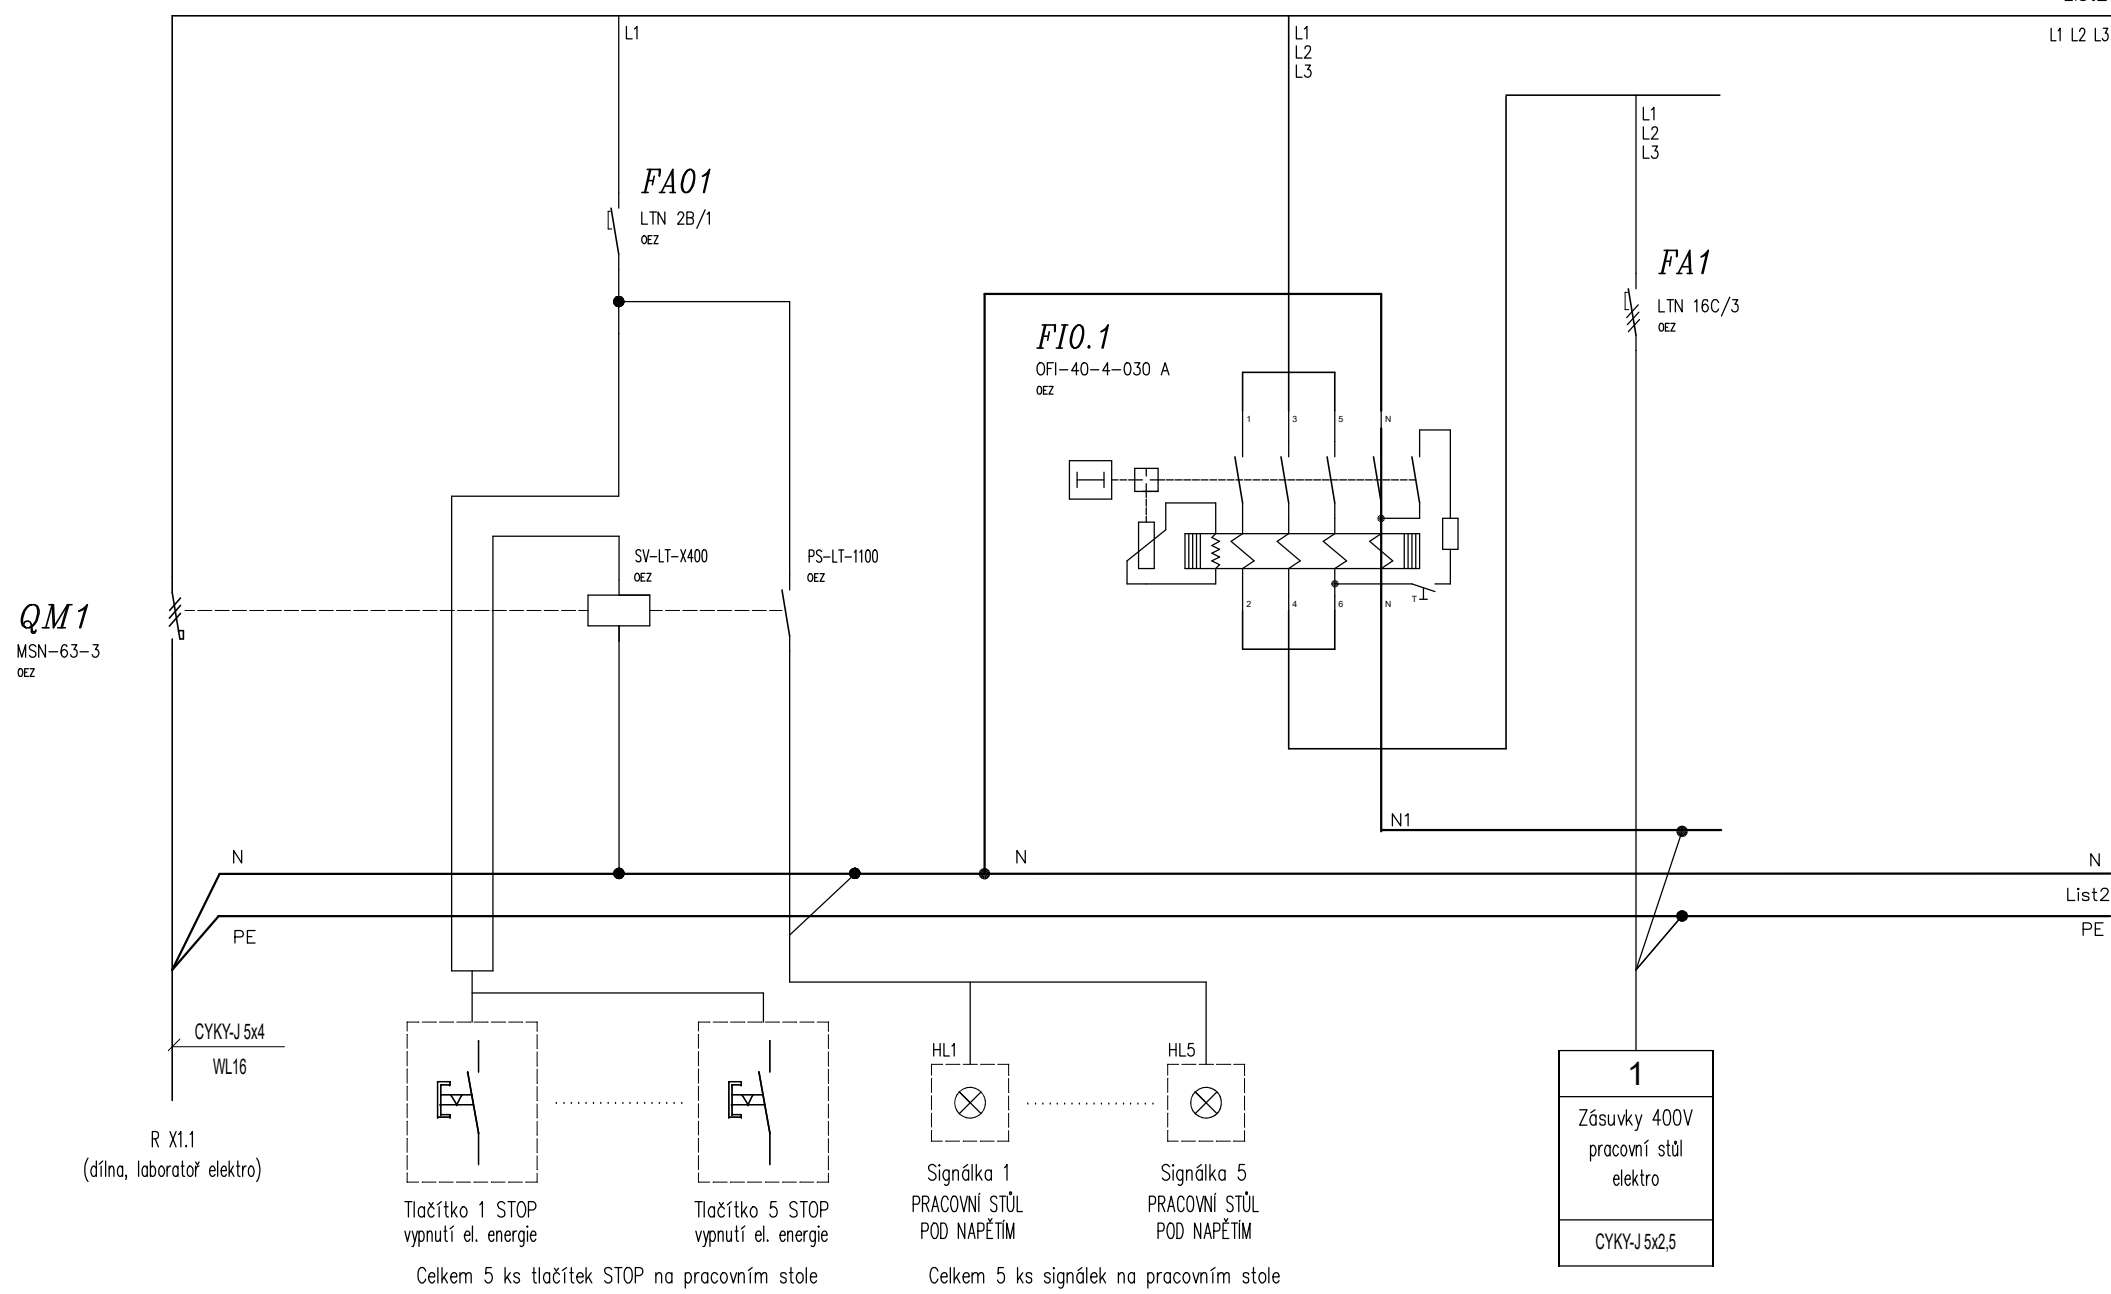 L1
L1
L2
L3
L1 L2 L3
L1
L2
L3
FA01
LTN 2B/1
OEZ
FA1
LTN 16C/3
OEZ
FI0.1
OFI-40-4-030 A
OEZ
1
3
5
N
SV-LT-X400
OEZ
PS-LT-1100
OEZ
QM1
MSN-63-3
OEZ
2
4
6
N
T
N1
N
N
N
List2
PE
PE
CYKY-J 5x4
WL16
R X1.1
(dílna, laboratoř elektro)
Tlačítko 1 STOP
vypnutí el. energie
Tlačítko 5 STOP
vypnutí el. energie
Celkem 5 ks tlačítek STOP na pracovním stole
HL1
Signálka 1
PRACOVNÍ STŮL
POD NAPĚTÍM
HL5
Signálka 5
PRACOVNÍ STŮL
POD NAPĚTÍM
Celkem 5 ks signálek na pracovním stole
1
Zásuvky 400V
pracovní stůl
elektro
CYKY-J 5x2,5